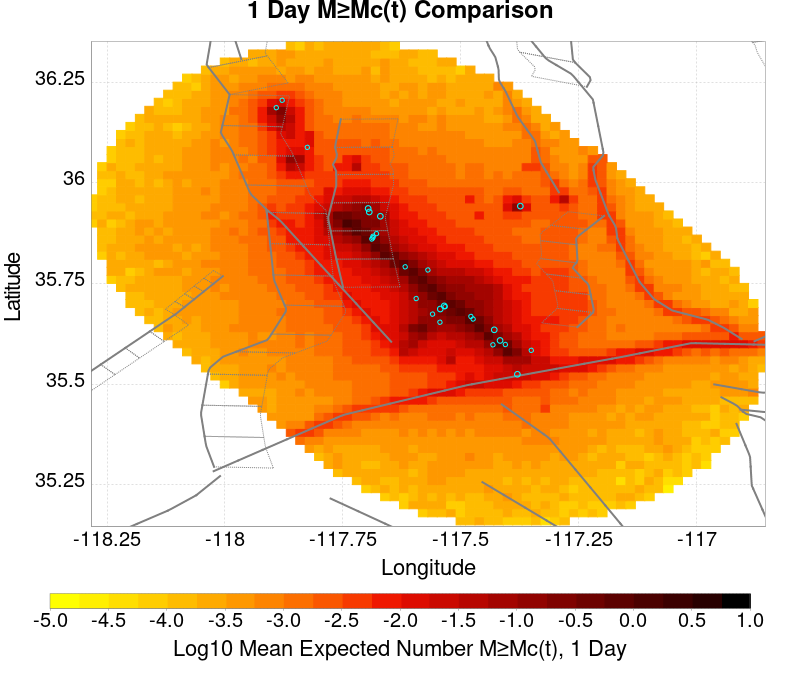 1 Day M≥Mc(t) Comparison
36.25
36
35.75
35.5
35.25
Latitude
-118.25 -118 -117.75 -117.5 -117.25 -117
Longitude
-5.0 -4.5 -4.0 -3.5 -3.0 -2.5 -2.0 -1.5 -1.0 -0.5 0.0 0.5 1.0
Log10 Mean Expected Number M≥Mc(t), 1 Day